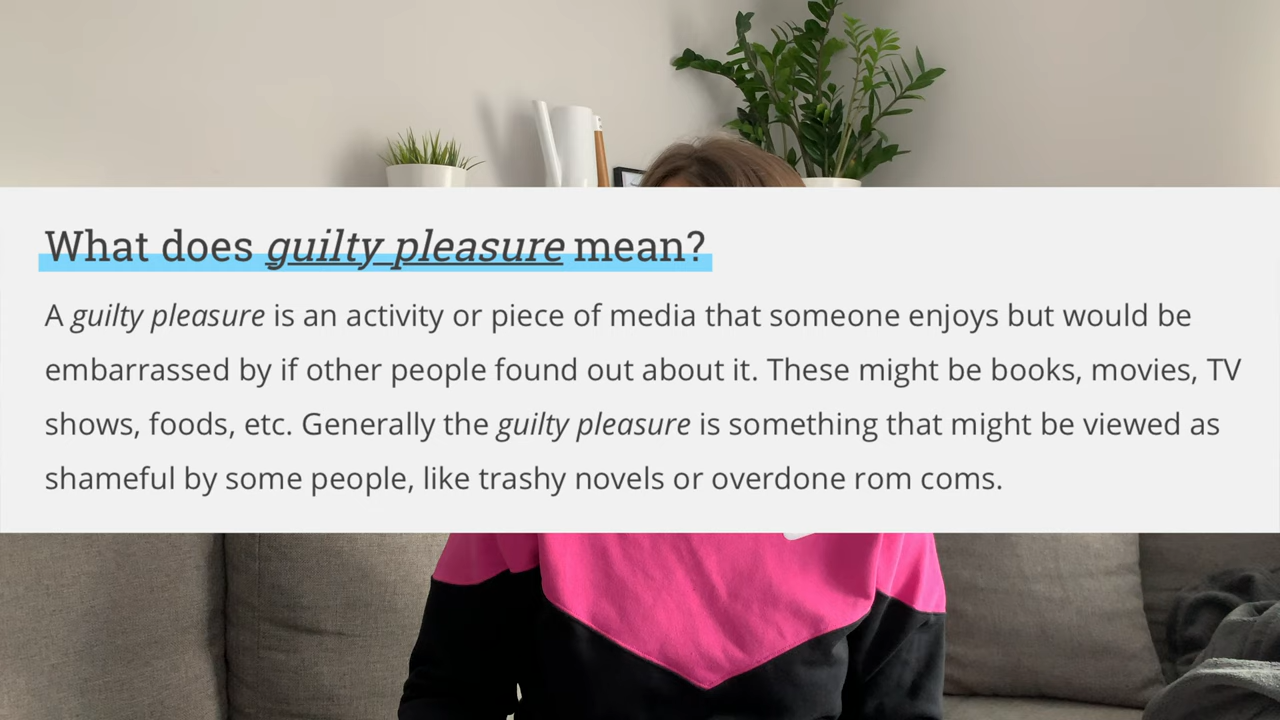 What does guilty pleasure mean?
A guilty pleasure is an activity or piece of media that someone enjoys but would be
embarrassed by if other people found out about it. These might be books, movies, TV
shows, foods, etc. Generally the guilty pleasure is something that might be viewed as
shameful by some people, like trashy novels or overdone rom coms.